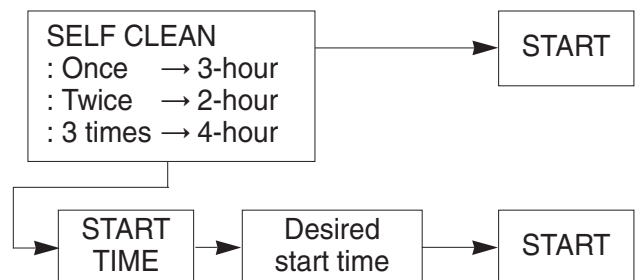 SELF CLEAN
: Once → 3-hour
: Twice → 2-hour
: 3 times → 4-hour
START
START
TIME
Desired
start time
START